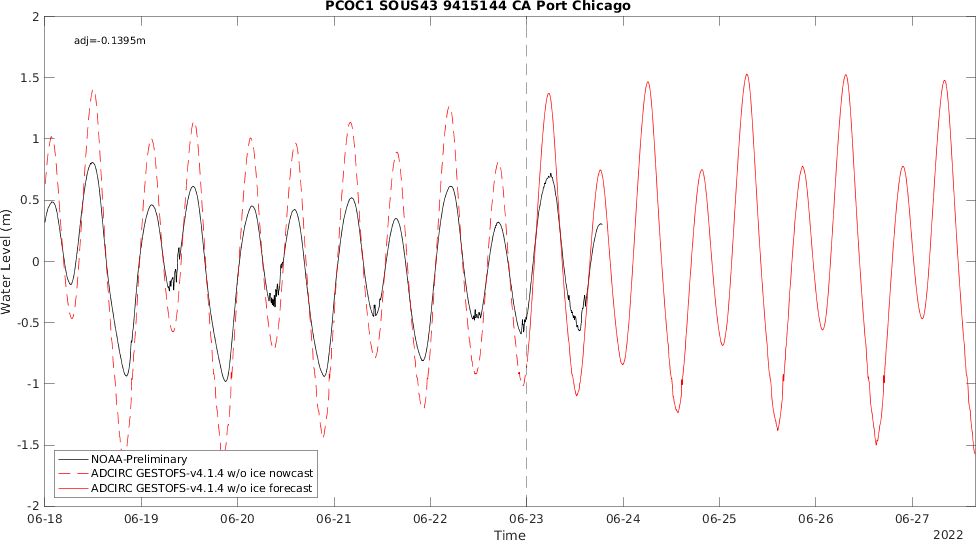 PCOC1 SOUS43 9415144 CA Port Chicago
adj=-0.1395m
Water Level (m)
2
1.5
1
0.5
0
-0.5
-1
-1.5
-2
NOAA-Preliminary
ADCIRC GESTOFS-v4.1.4 w/o ice nowcast
ADCIRC GESTOFS-v4.1.4 w/o ice forecast
06-18 06-19 06-20 06-21 06-22 06-23 06-24 06-25 06-26 06-27
Time
2022